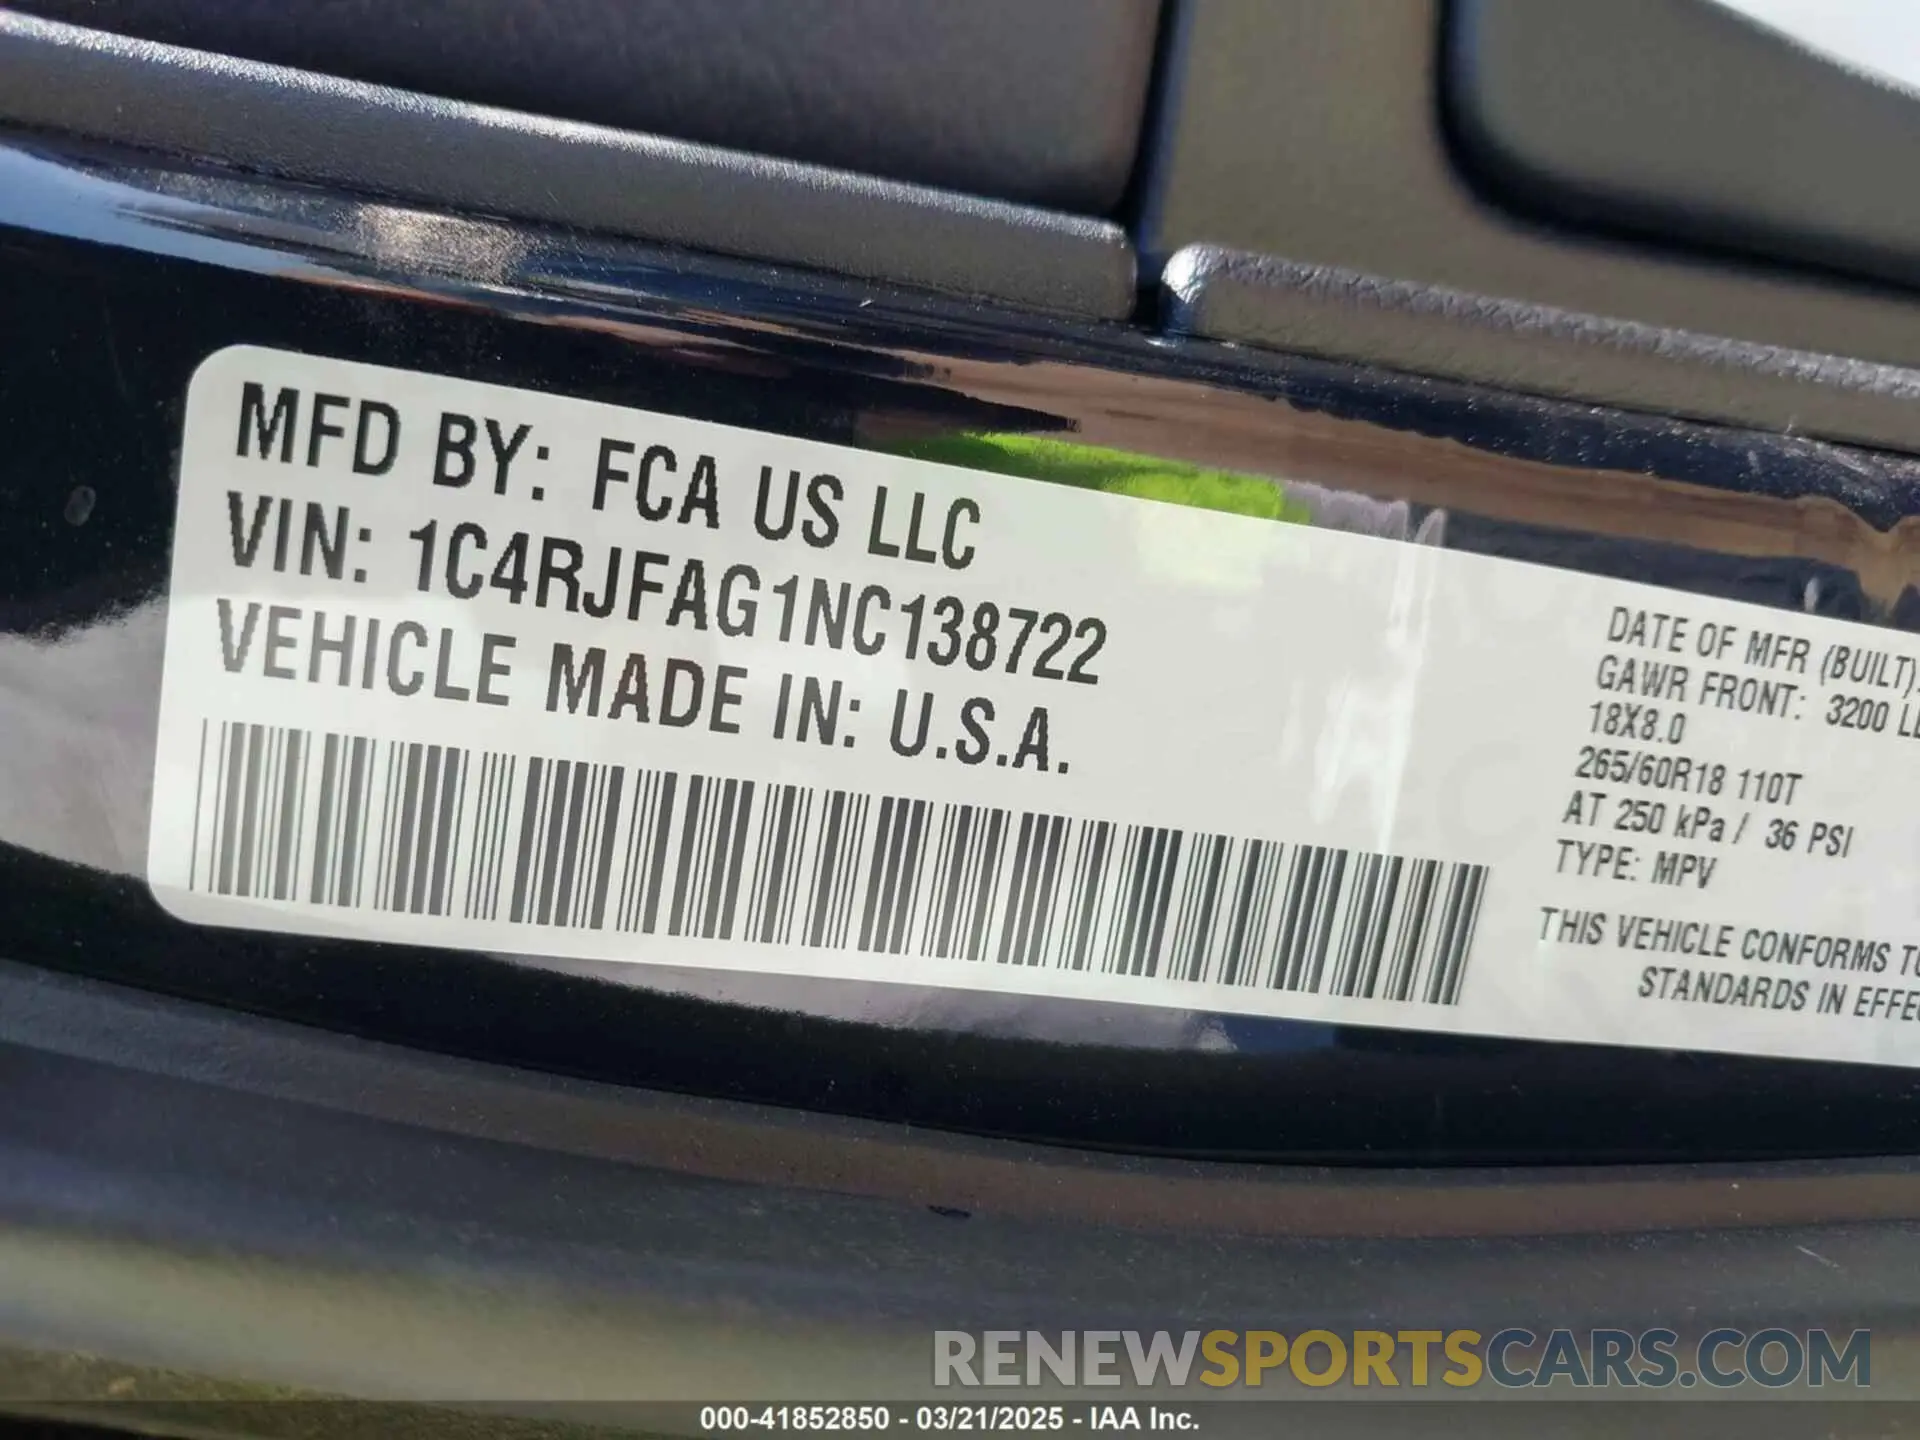 MFD BY: FCA US LLC
VIN: 1C4RJFAG1NC138722
VEHICLE MADE IN: U.S.A.
DATE OF MFR (BUILT):
GAWR FRONT: 3200
18X8.0
265/60R18 110T
AT 250 kPa / 36 PSI
TYPE: MPV
THIS VEHICLE CONFORMS
STANDARDS IN
RENEWSPORTSCARS.COM
000-41852850 - 03/21/2025 - IAA Inc.